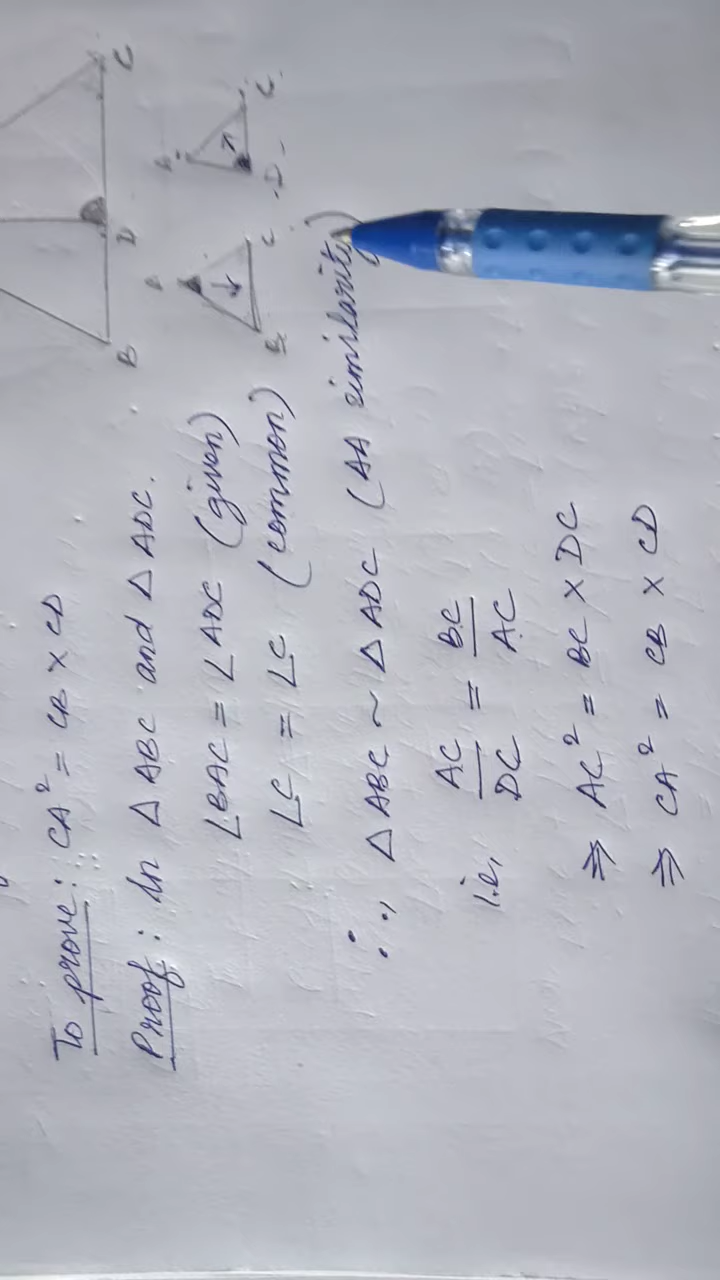 C
B D
To prove: CA² = CB × CD
Proof: In △ABC and △ADC.
∠BAC = ∠ADC (given)
∠C = ∠C (common)
B C
D C
∴, △ABC ~ △ADC (AA similarity)
i.e, AC/DC = BC/AC
⇒ AC² = BC × DC
⇒ CA² = CB × CD